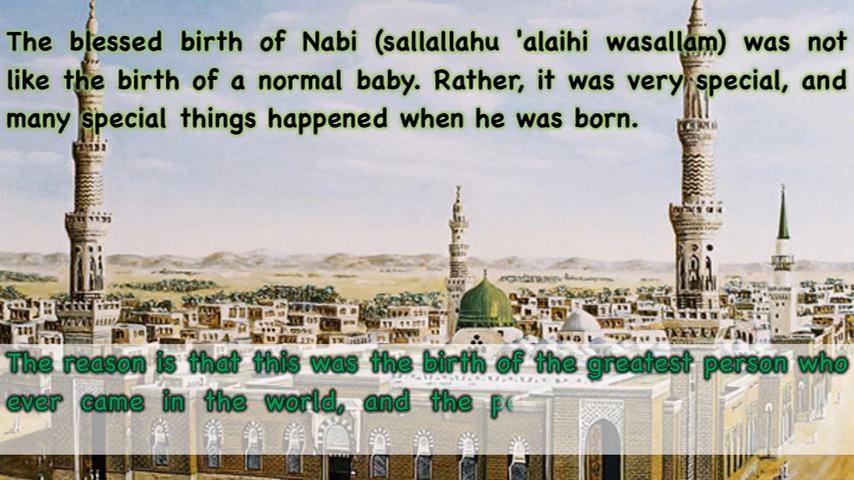 The blessed birth of Nabi (sallallahu 'alaihi wasallam) was not
like the birth of a normal baby. Rather, it was very special, and
many special things happened when he was born.
The reason is that this was the birth of the greatest person who
ever came in the world, and the